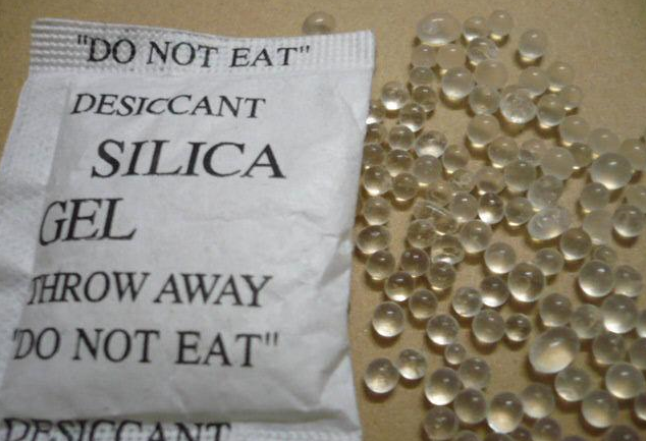 "DO NOT EAT"
DESICCANT
SILICA
GEL
THROW AWAY
"DO NOT EAT"
DESICCANT